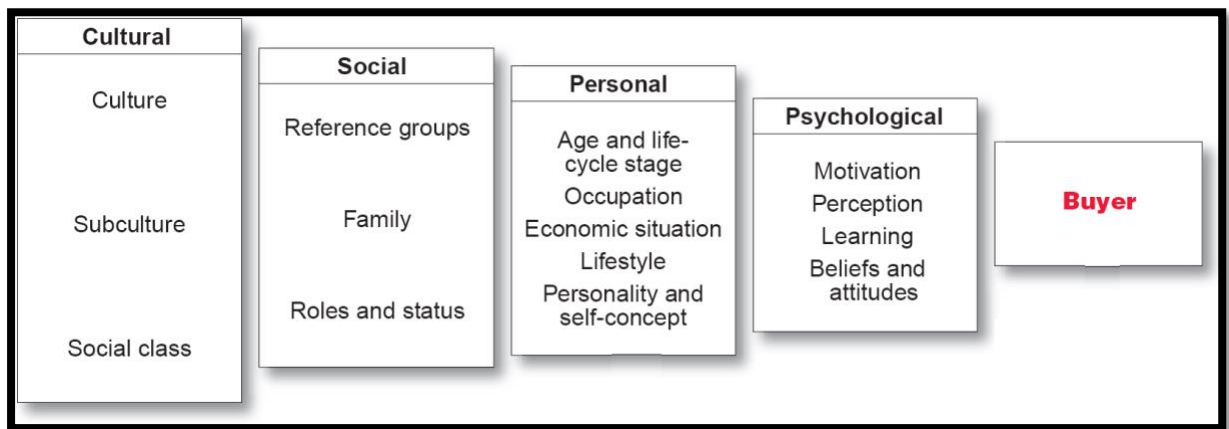 Cultural
Culture
Subculture
Social class
Social
Reference groups
Family
Roles and status
Personal
Age and life-
cycle stage
Occupation
Economic situation
Lifestyle
Personality and
self-concept
Psychological
Motivation
Perception
Learning
Beliefs and
attitudes
Buyer